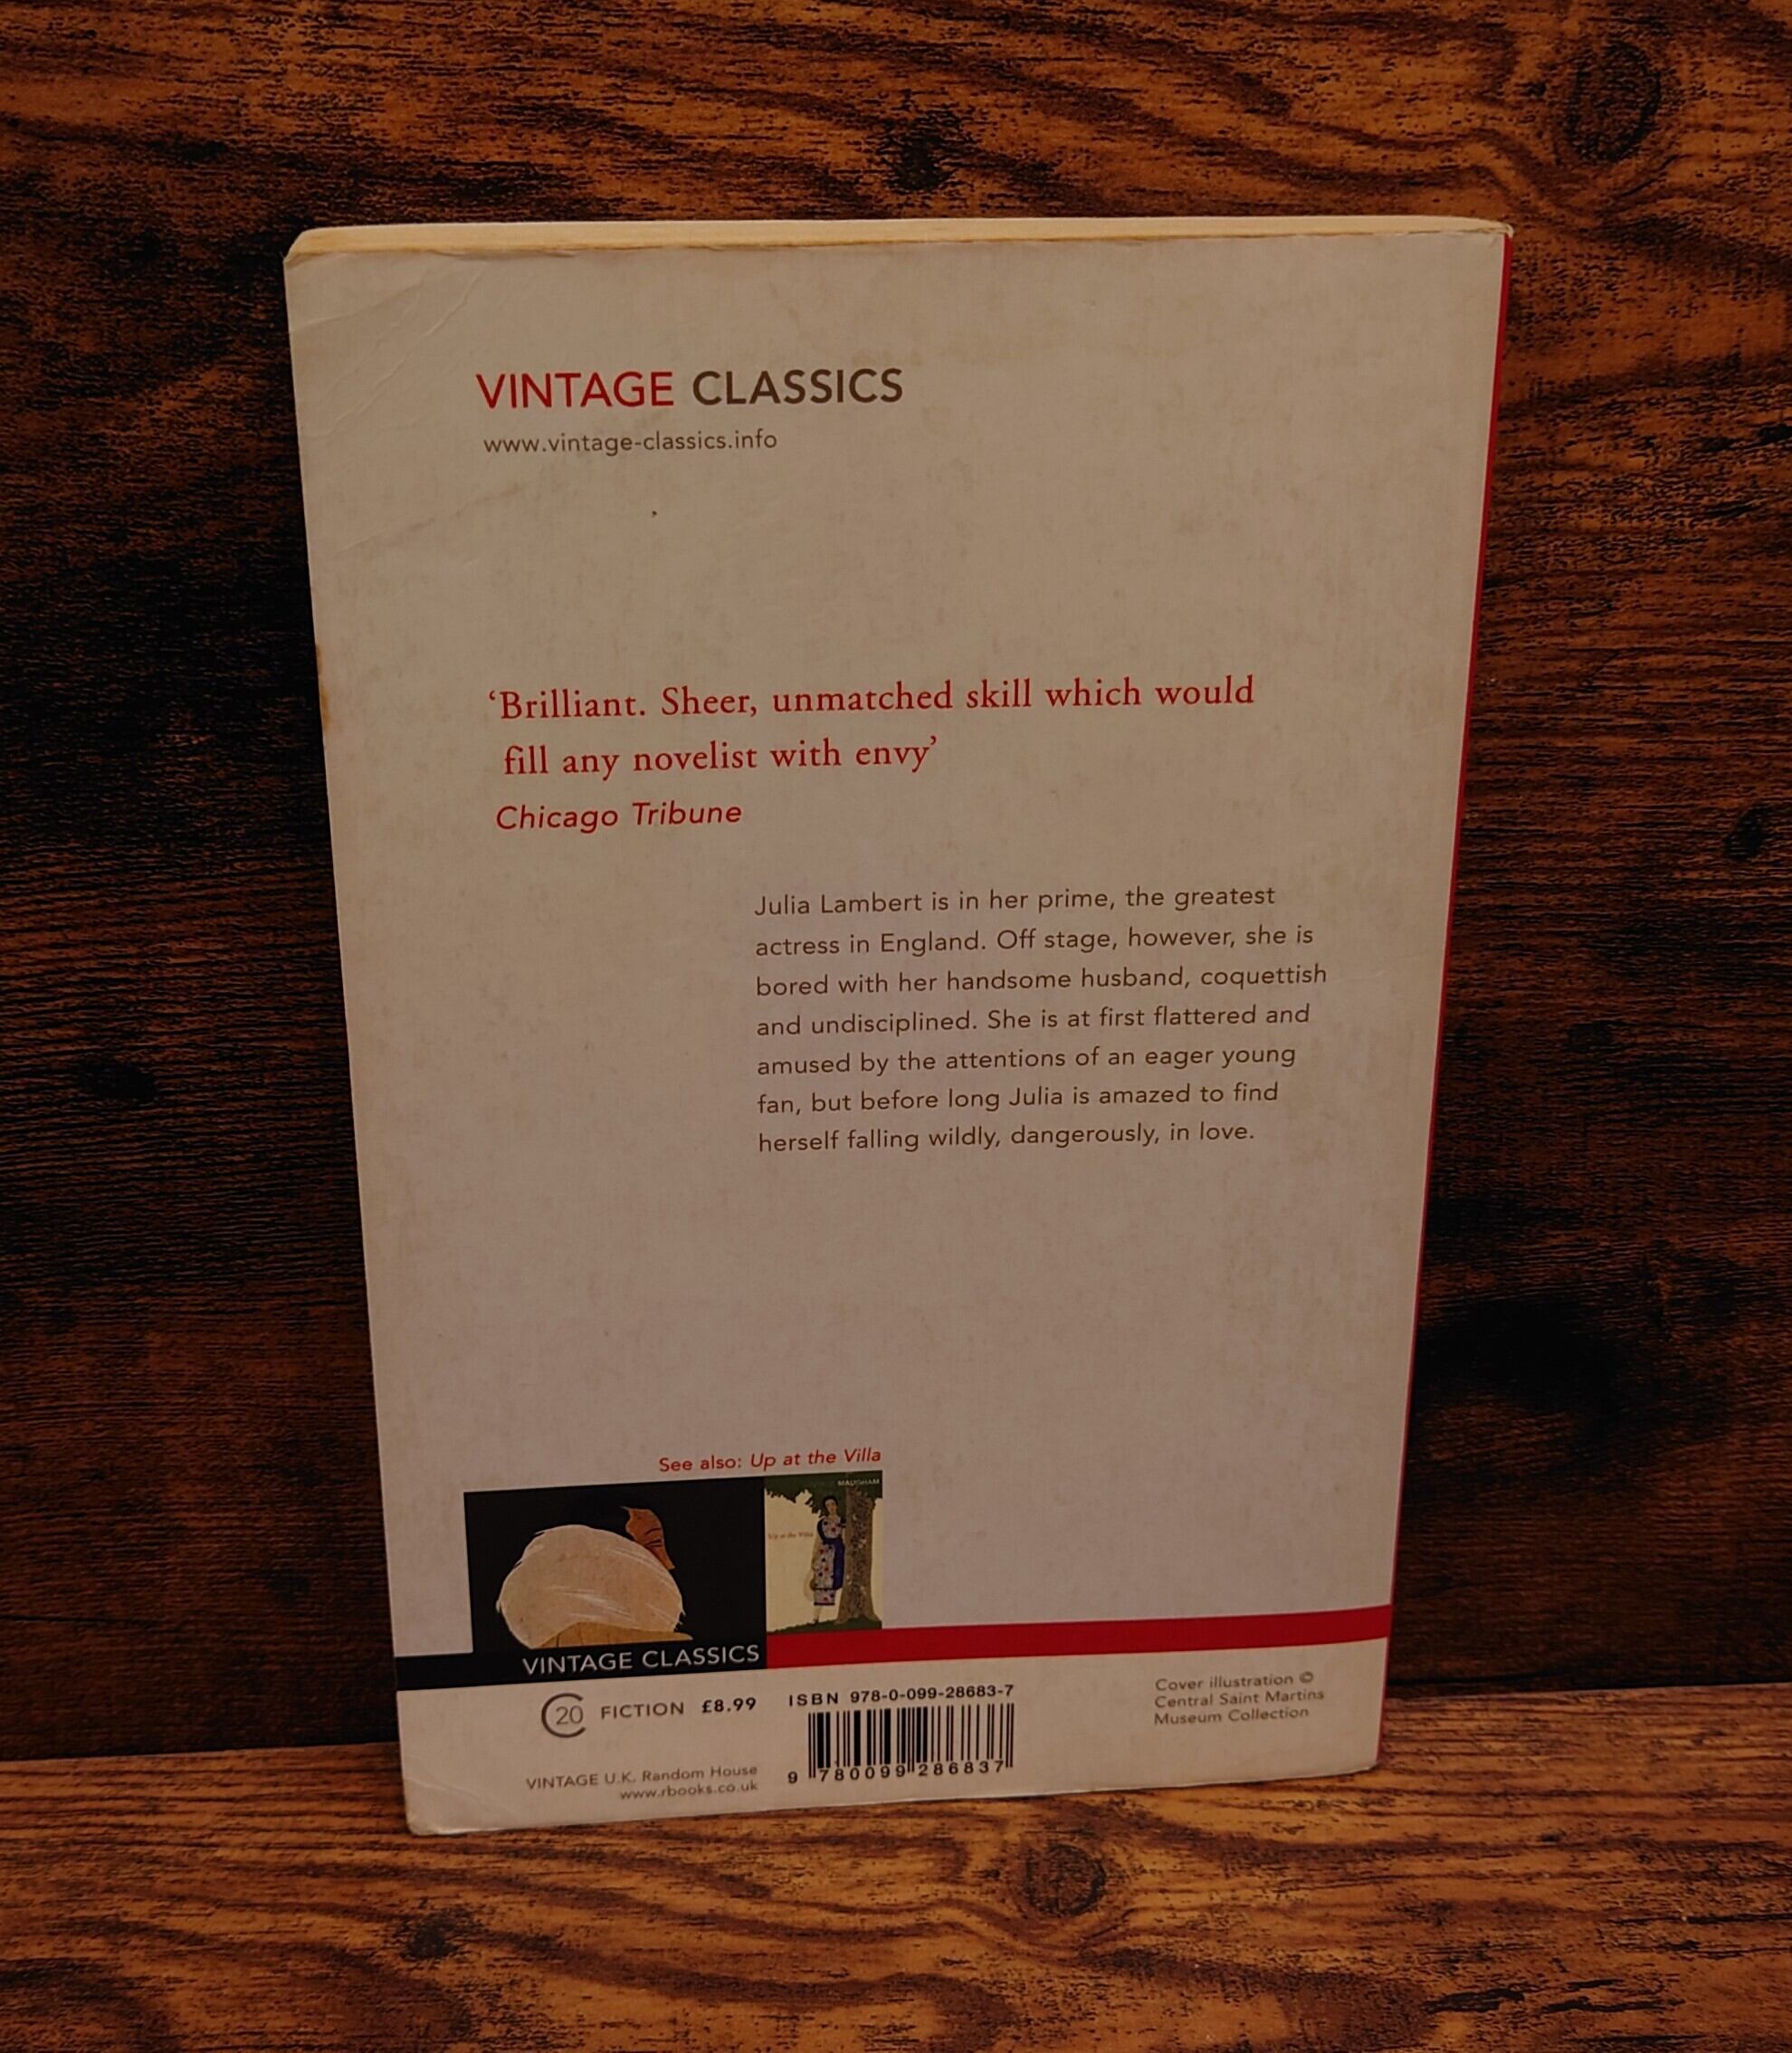 VINTAGE CLASSICS
www.vintage-classics.info
‘Brilliant. Sheer, unmatched skill which would
fill any novelist with envy’
Chicago Tribune
Julia Lambert is in her prime, the greatest
actress in England. Off stage, however, she is
bored with her handsome husband, coquettish
and undisciplined. She is at first flattered and
amused by the attentions of an eager young
fan, but before long Julia is amazed to find
herself falling wildly, dangerously, in love.
See also: Up at the Villa
MAUGHAM
Up at the Villa
VINTAGE CLASSICS
C20 FICTION £8.99
ISBN 978-0-099-28683-7
9 780099 286837
VINTAGE U.K. Random House
www.rbooks.co.uk
Cover illustration ©
Central Saint Martins
Museum Collection